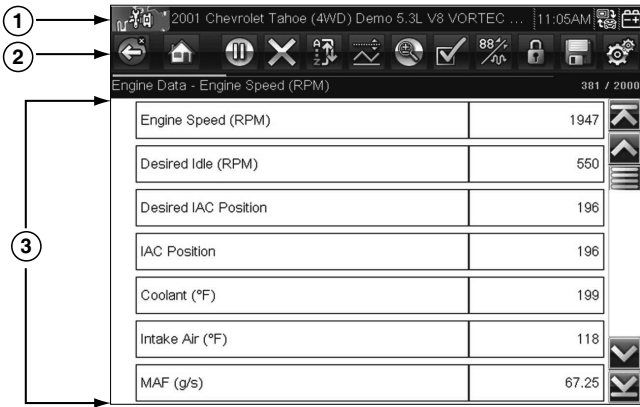 1
2001 Chevrolet Tahoe (4WD) Demo 5.3L V8 VORTEC ... 11:05AM
2
A Z 88
Engine Data - Engine Speed (RPM) 381 / 2000
3
Engine Speed (RPM) 1947
Desired Idle (RPM) 550
Desired IAC Position 196
IAC Position 196
Coolant (°F) 199
Intake Air (°F) 118
MAF (g/s) 67.25